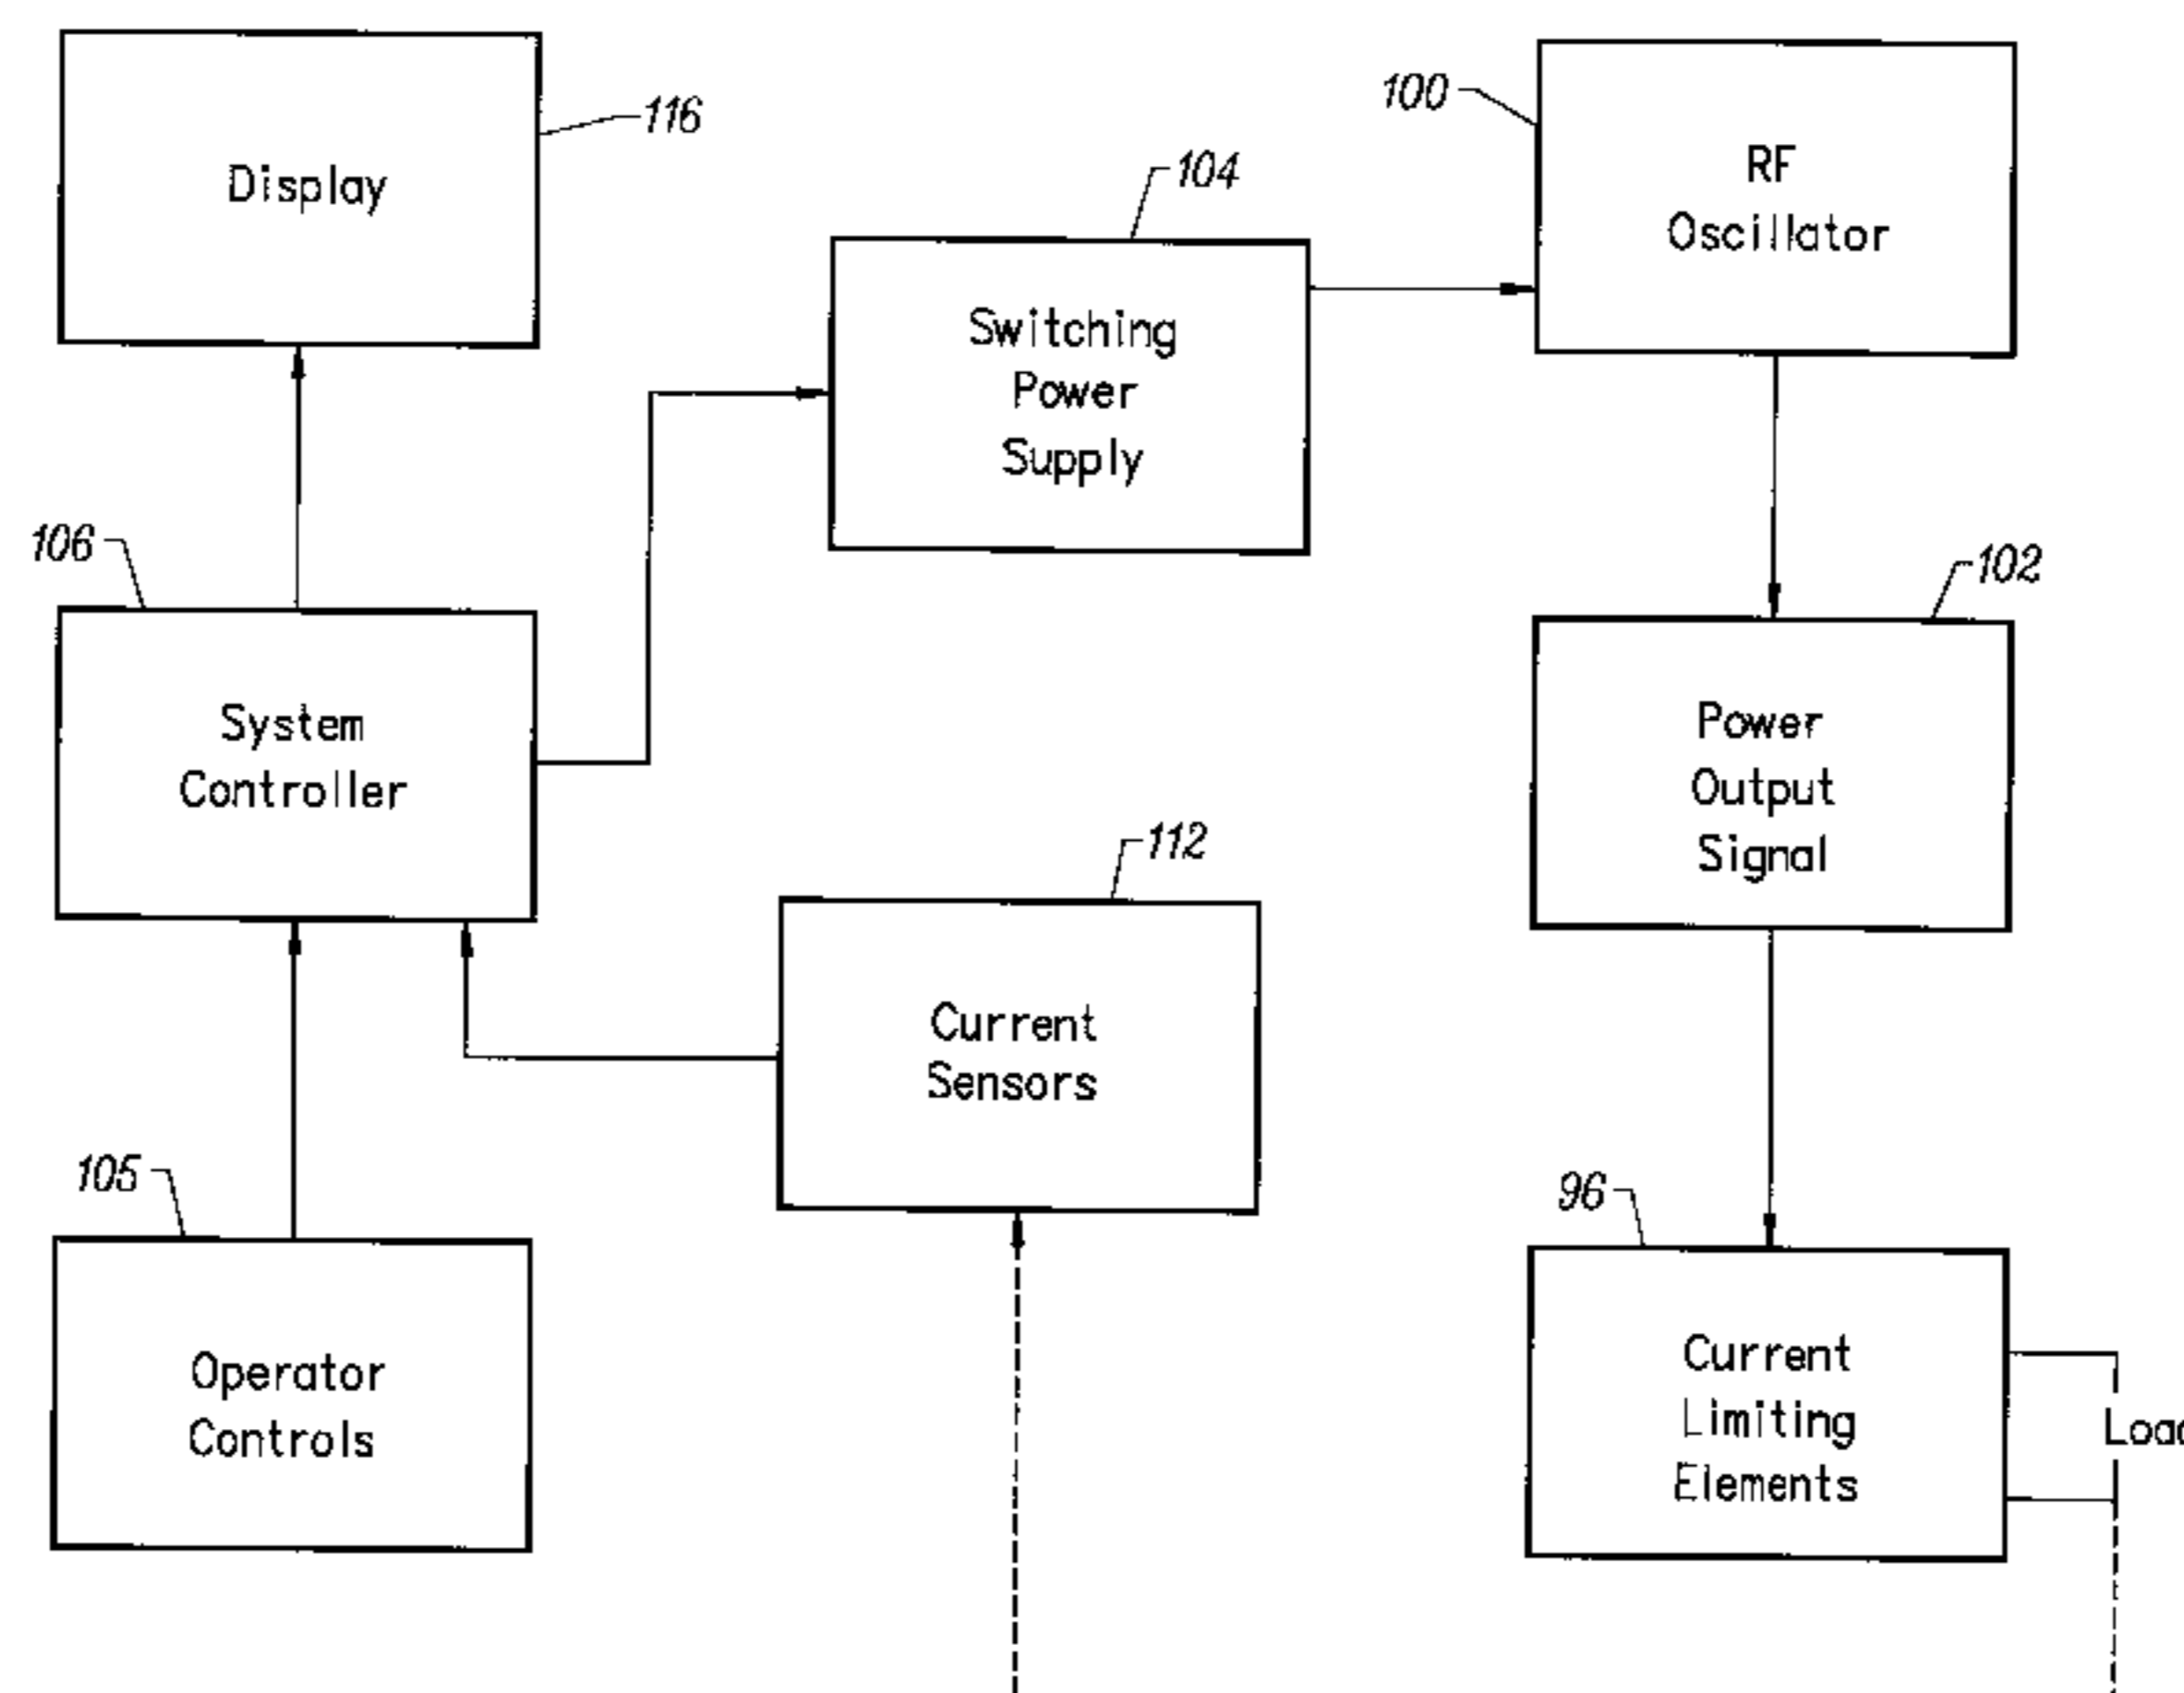 116
Display
100
RF
Oscillator
104
Switching
Power
Supply
106
System
Controller
102
Power
Output
Signal
112
Current
Sensors
105
Operator
Controls
96
Current
Limiting
Elements